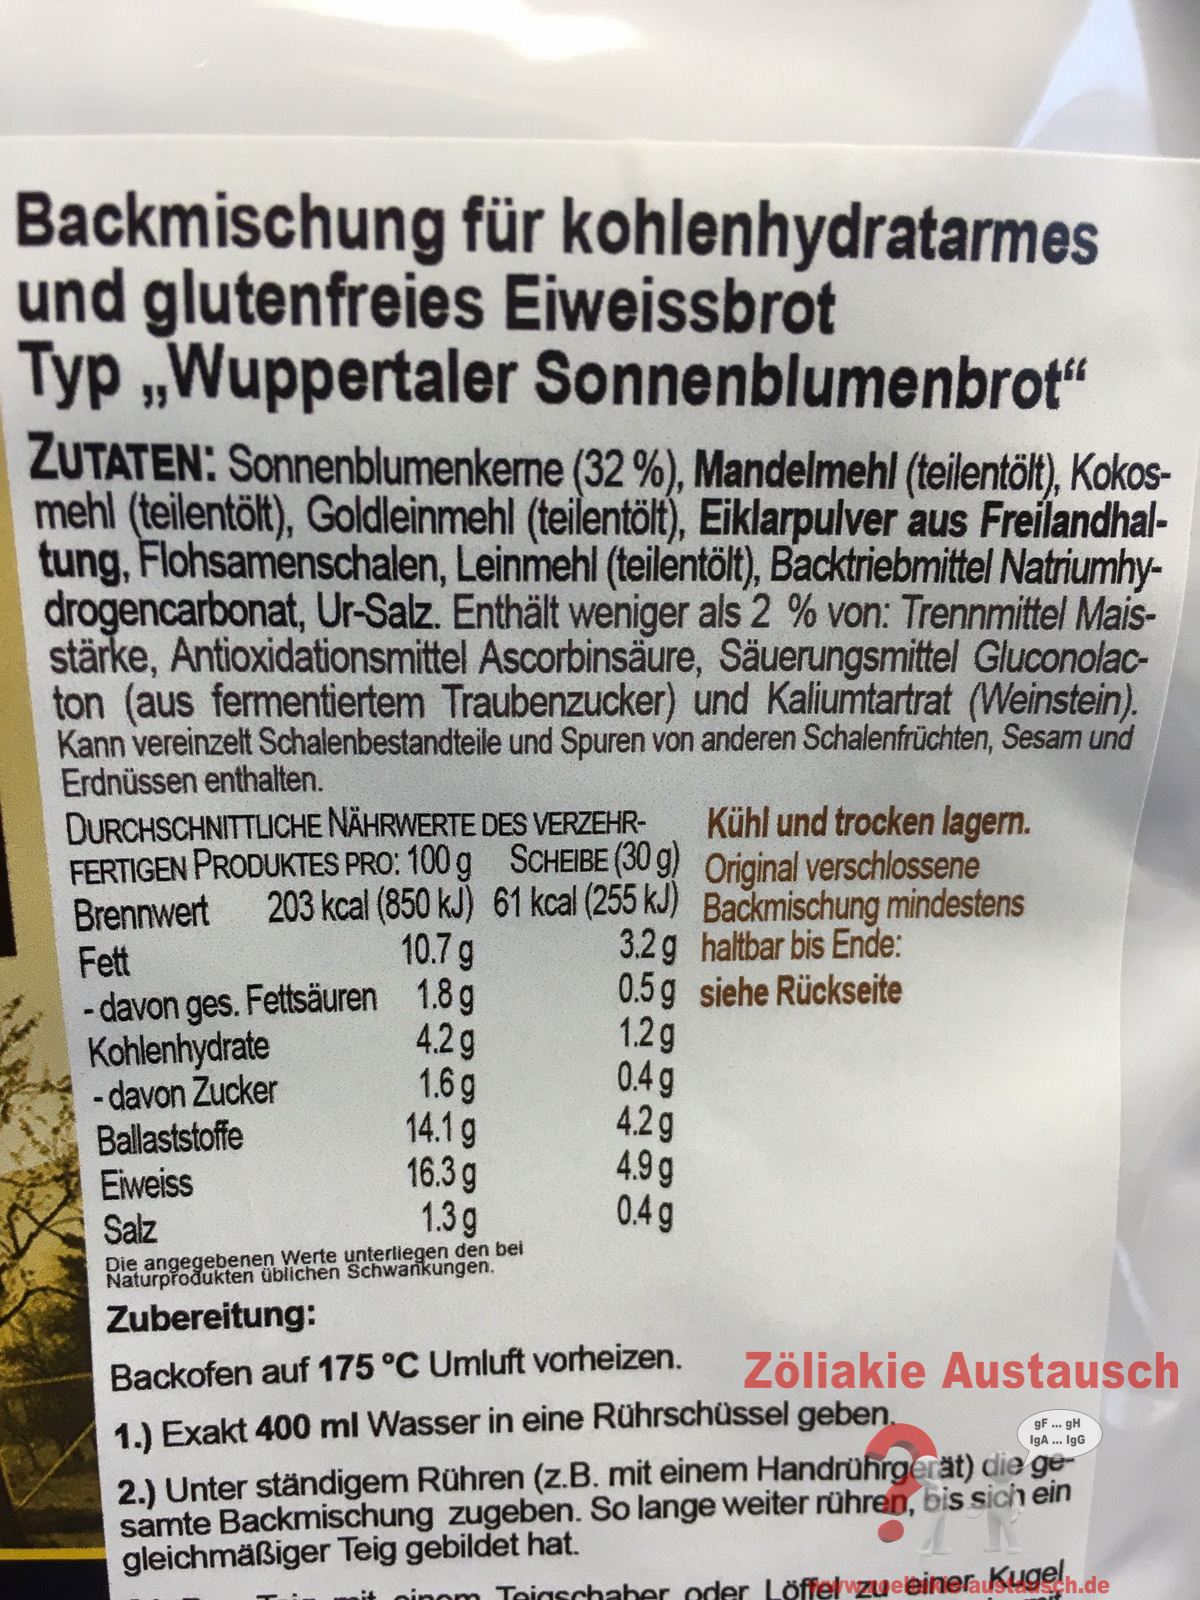 Backmischung für kohlenhydratarmes
und glutenfreies Eiweissbrot
Typ „Wuppertaler Sonnenblumenbrot“
ZUTATEN: Sonnenblumenkerne (32 %), Mandelmehl (teilentölt), Kokos-
mehl (teilentölt), Goldleinmehl (teilentölt), Eiklarpulver aus Freilandhal-
tung, Flohsamenschalen, Leinmehl (teilentölt), Backtriebmittel Natriumhy-
drogencarbonat, Ur-Salz. Enthält weniger als 2 % von: Trennmittel Mais-
stärke, Antioxidationsmittel Ascorbinsäure, Säuerungsmittel Gluconolac-
ton (aus fermentiertem Traubenzucker) und Kaliumtartrat (Weinstein).
Kann vereinzelt Schalenbestandteile und Spuren von anderen Schalenfrüchten, Sesam und
Erdnüssen enthalten.
DURCHSCHNITTLICHE NÄHRWERTE DES VERZEHR-
FERTIGEN PRODUKTES PRO: 100 g SCHEIBE (30 g)
Brennwert 203 kcal (850 kJ) 61 kcal (255 kJ)
Fett 10.7 g 3.2 g
- davon ges. Fettsäuren 1.8 g 0.5 g
Kohlenhydrate 4.2 g 1.2 g
- davon Zucker 1.6 g 0.4 g
Ballaststoffe 14.1 g 4.2 g
Eiweiss 16.3 g 4.9 g
Salz 1.3 g 0.4 g
Die angegebenen Werte unterliegen den bei
Naturprodukten üblichen Schwankungen.
Kühl und trocken lagern.
Original verschlossene
Backmischung mindestens
haltbar bis Ende:
siehe Rückseite
Zubereitung:
Backofen auf 175 °C Umluft vorheizen.
1.) Exakt 400 ml Wasser in eine Rührschüssel geben.
2.) Unter ständigem Rühren (z.B. mit einem Handrührgerät) die ge-
samte Backmischung zugeben. So lange weiter rühren, bis sich ein
gleichmäßiger Teig gebildet hat.
Teig mit einem Teigschaber oder Löffel zu einer Kugel
Zöliakie Austausch
gF ... gH
IgA ... IgG
www.zoeliakie-austausch.de